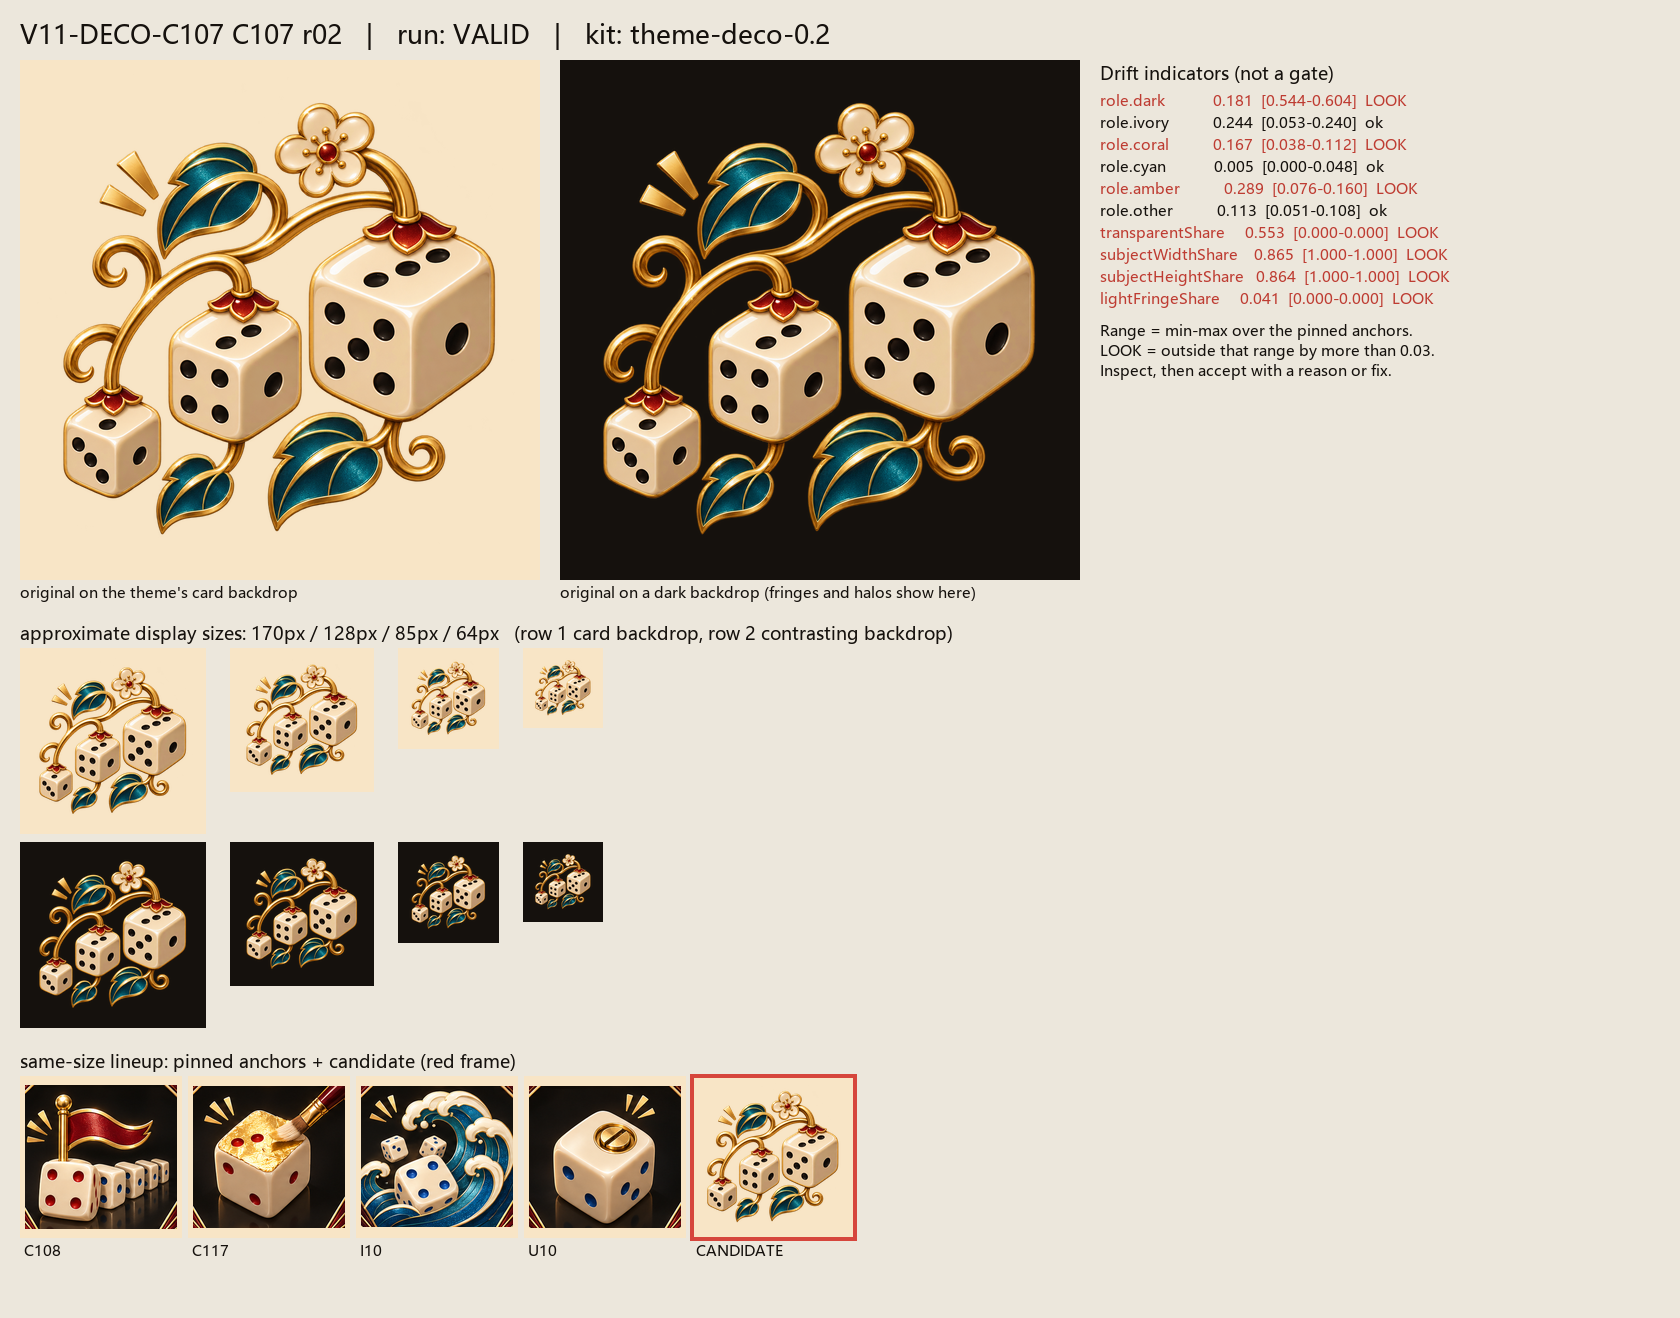 V11-DECO-C107 C107 r02 | run: VALID | kit: theme-deco-0.2
Drift indicators (not a gate)
role.dark 0.181 [0.544-0.604] LOOK
role.ivory 0.244 [0.053-0.240] ok
role.coral 0.167 [0.038-0.112] LOOK
role.cyan 0.005 [0.000-0.048] ok
role.amber 0.289 [0.076-0.160] LOOK
role.other 0.113 [0.051-0.108] ok
transparentShare 0.553 [0.000-0.000] LOOK
subjectWidthShare 0.865 [1.000-1.000] LOOK
subjectHeightShare 0.864 [1.000-1.000] LOOK
lightFringeShare 0.041 [0.000-0.000] LOOK
Range = min-max over the pinned anchors.
LOOK = outside that range by more than 0.03.
Inspect, then accept with a reason or fix.
original on the theme's card backdrop
original on a dark backdrop (fringes and halos show here)
approximate display sizes: 170px / 128px / 85px / 64px (row 1 card backdrop, row 2 contrasting backdrop)
same-size lineup: pinned anchors + candidate (red frame)
C108
C117
I10
U10
CANDIDATE